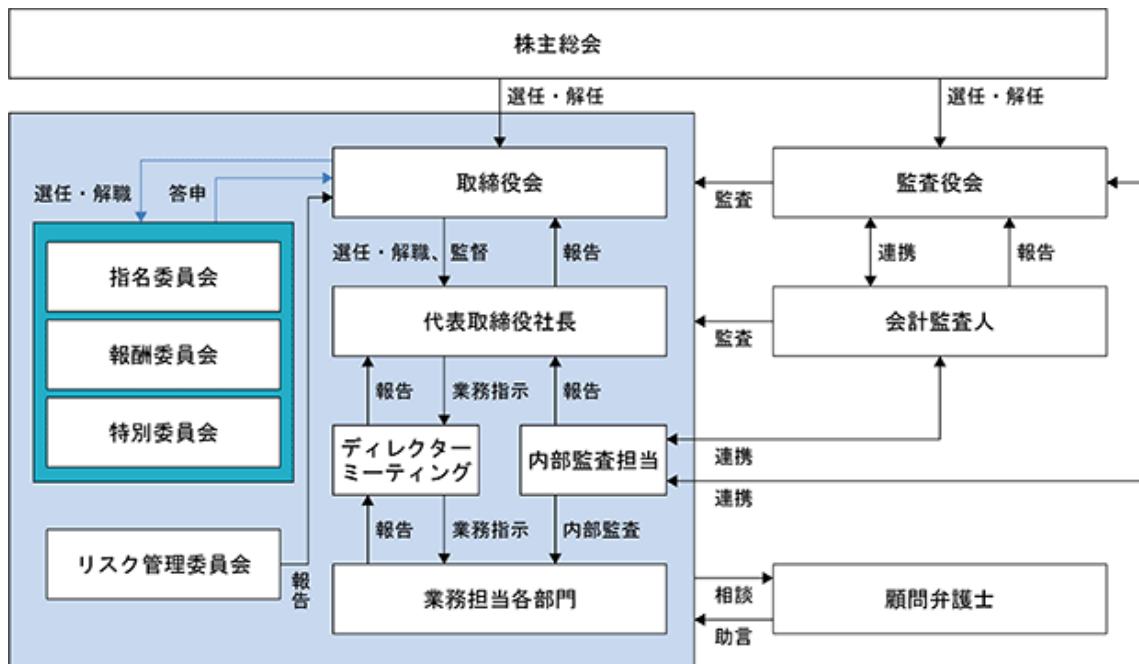 株主総会
選任・解任
選任・解任
取締役会
監査役会
選任・解職
答申
監査
選任・解職、監督
報告
連携
報告
指名委員会
代表取締役社長
会計監査人
監査
報酬委員会
報告
業務指示
報告
特別委員会
ディレクター
ミーティング
内部監査担当
連携
連携
報告
業務指示
内部監査
リスク管理委員会
報告
業務担当各部門
相談
助言
顧問弁護士